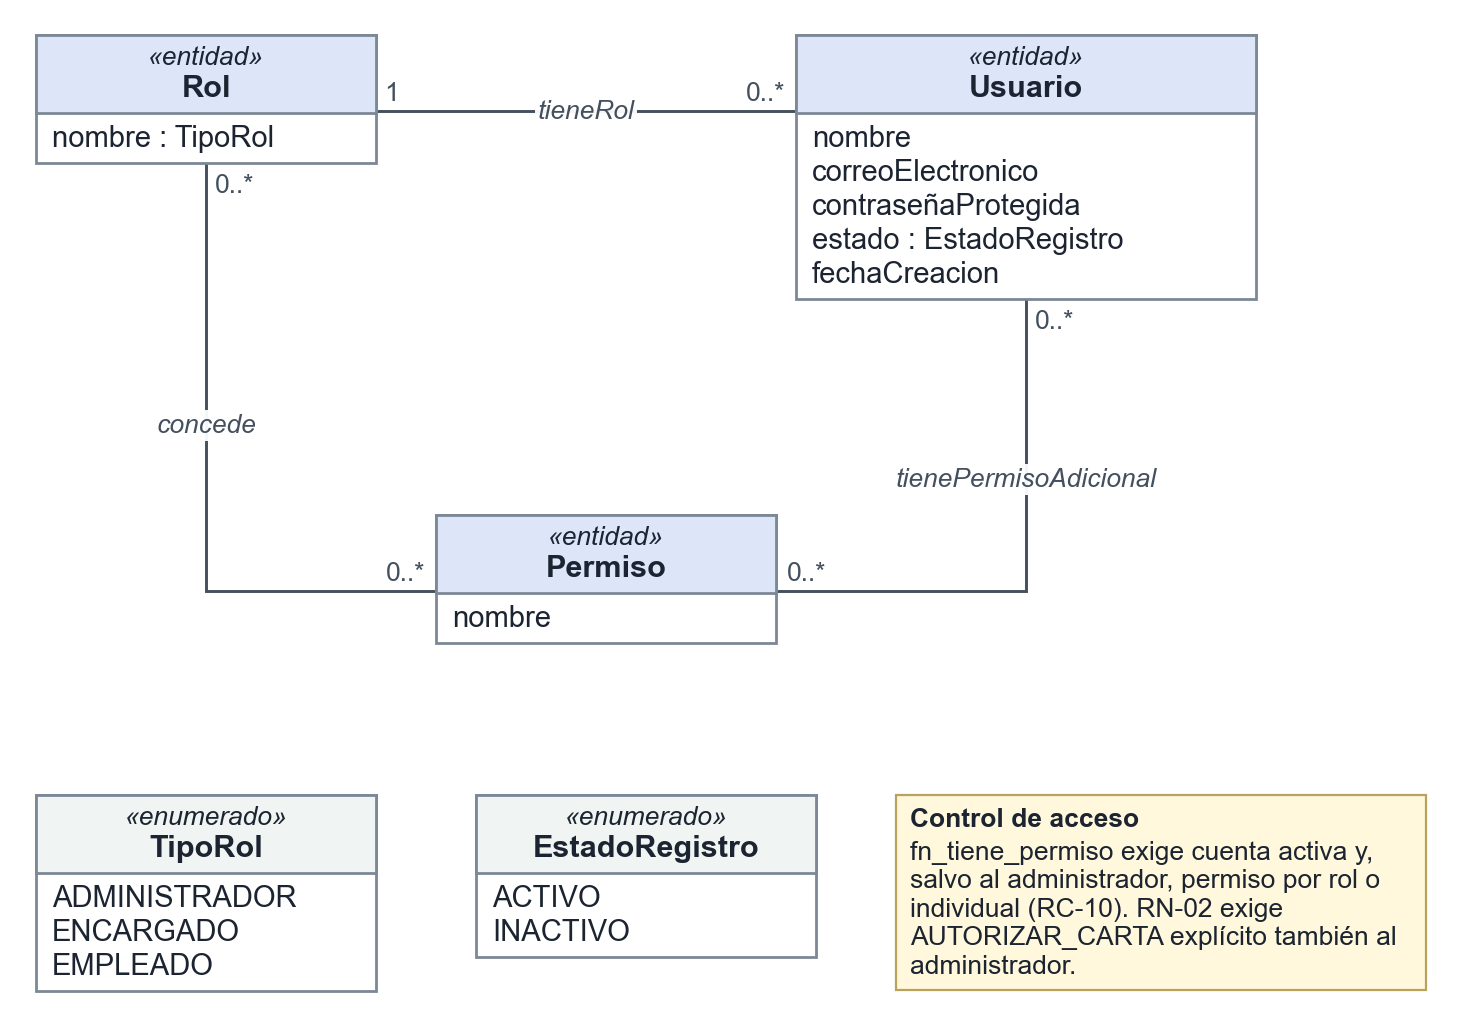 «entidad»
Rol
nombre : TipoRol
1
tieneRol
0..*
«entidad»
Usuario
nombre
correoElectronico
contraseñaProtegida
estado : EstadoRegistro
fechaCreacion
0..*
0..*
concede
tienePermisoAdicional
0..*
«entidad»
Permiso
nombre
0..*
«enumerado»
TipoRol
ADMINISTRADOR
ENCARGADO
EMPLEADO
«enumerado»
EstadoRegistro
ACTIVO
INACTIVO
Control de acceso
fn_tiene_permiso exige cuenta activa y,
salvo al administrador, permiso por rol o
individual (RC-10). RN-02 exige
AUTORIZAR_CARTA explícito también al
administrador.